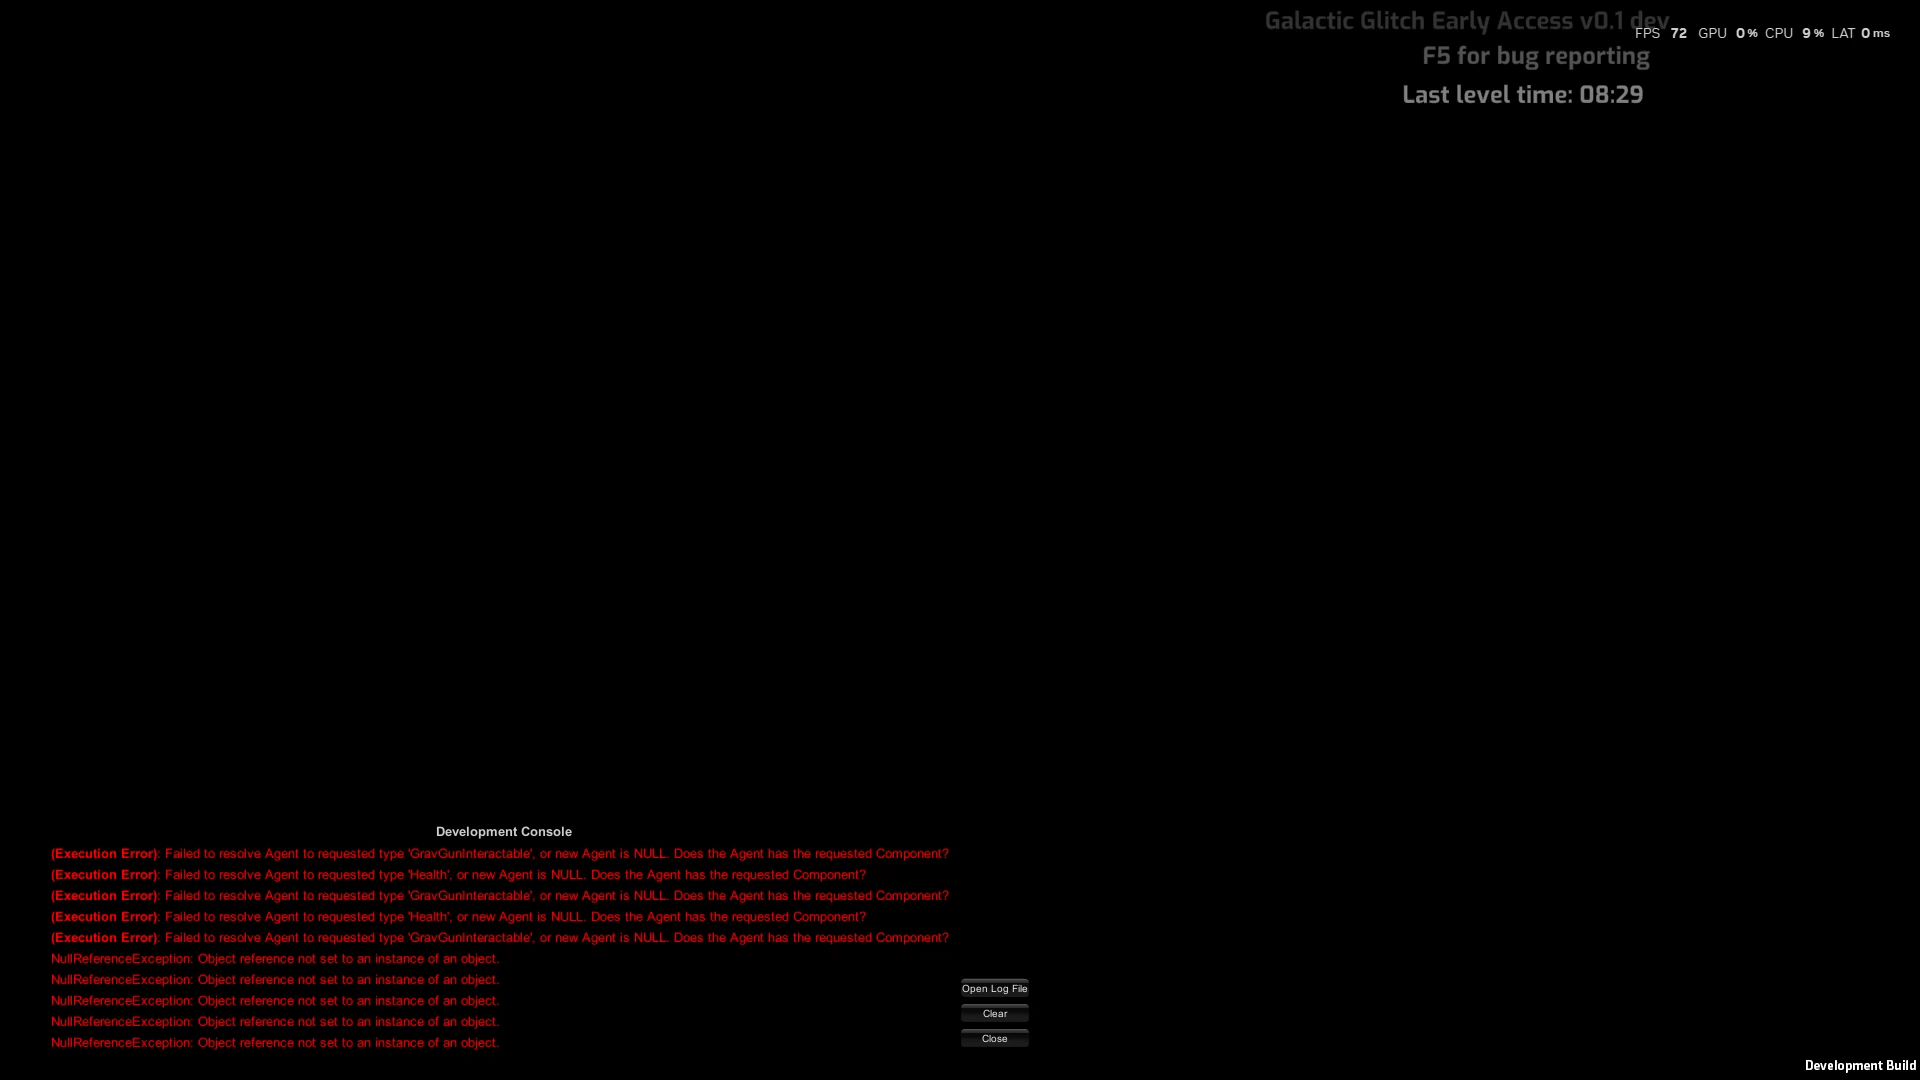 Galactic Glitch Early Access v0.1 dev
FPS 72 GPU 0% CPU 9% LAT 0 ms
F5 for bug reporting
Last level time: 08:29
Development Console
(Execution Error): Failed to resolve Agent to requested type 'GravGunInteractable', or new Agent is NULL. Does the Agent has the requested Component?
(Execution Error): Failed to resolve Agent to requested type 'Health', or new Agent is NULL. Does the Agent has the requested Component?
(Execution Error): Failed to resolve Agent to requested type 'GravGunInteractable', or new Agent is NULL. Does the Agent has the requested Component?
(Execution Error): Failed to resolve Agent to requested type 'Health', or new Agent is NULL. Does the Agent has the requested Component?
(Execution Error): Failed to resolve Agent to requested type 'GravGunInteractable', or new Agent is NULL. Does the Agent has the requested Component?
NullReferenceException: Object reference not set to an instance of an object.
NullReferenceException: Object reference not set to an instance of an object.
NullReferenceException: Object reference not set to an instance of an object.
NullReferenceException: Object reference not set to an instance of an object.
NullReferenceException: Object reference not set to an instance of an object.
Open Log File
Clear
Close
Development Build